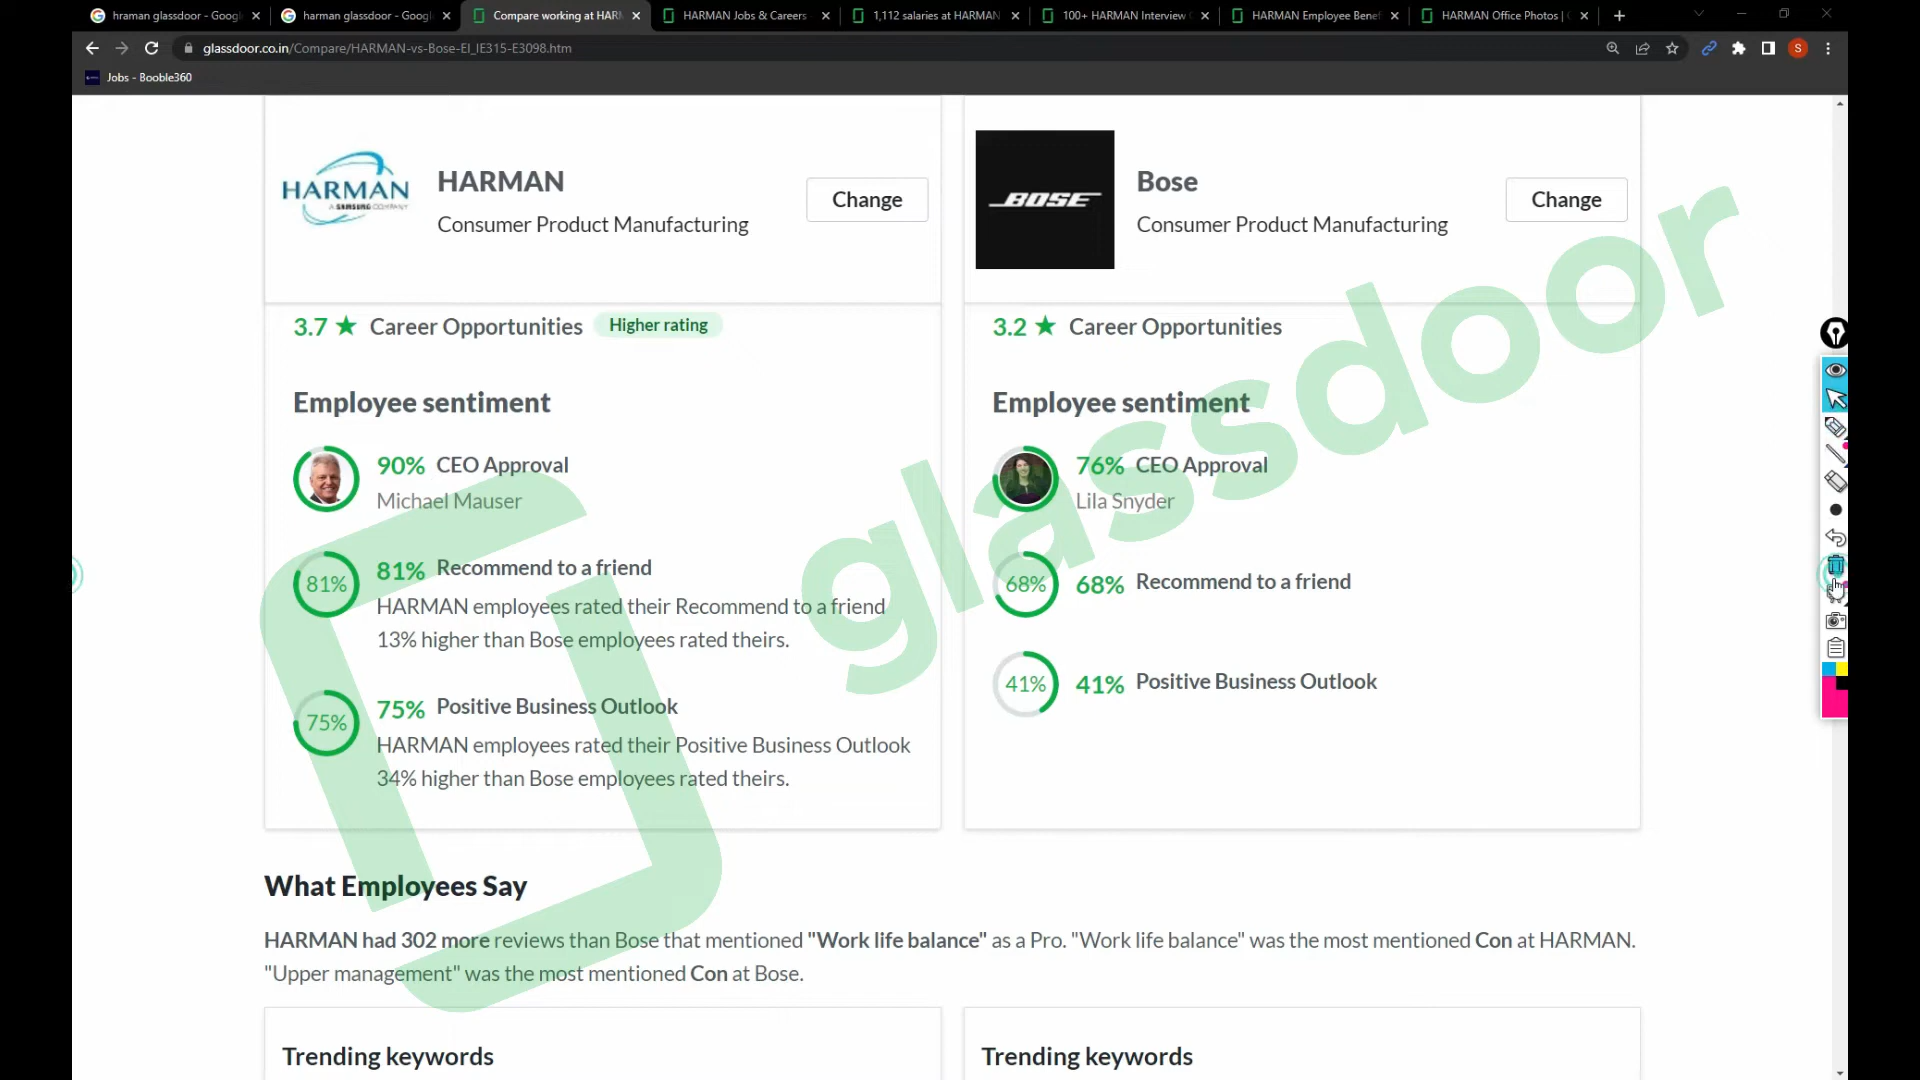 hraman glassdoor - Googl
harman glassdoor - Googl
Compare working at HARM
HARMAN Jobs & Careers
1,112 salaries at HARMAN
100+ HARMAN Interview
HARMAN Employee Benef
HARMAN Office Photos |
glassdoor.co.in/Compare/HARMAN-vs-Bose-EI_IE315-E3098.htm
S
Jobs - Booble360
HARMAN
A SAMSUNG COMPANY
HARMAN
Consumer Product Manufacturing
Change
BOSE
Bose
Consumer Product Manufacturing
Change
3.7 ★ Career Opportunities Higher rating
3.2 ★ Career Opportunities
Employee sentiment
90% CEO Approval
Michael Mauser
81% 81% Recommend to a friend
HARMAN employees rated their Recommend to a friend
13% higher than Bose employees rated theirs.
75% 75% Positive Business Outlook
HARMAN employees rated their Positive Business Outlook
34% higher than Bose employees rated theirs.
Employee sentiment
76% CEO Approval
Lila Snyder
68% 68% Recommend to a friend
41% 41% Positive Business Outlook
glassdoor
What Employees Say
HARMAN had 302 more reviews than Bose that mentioned "Work life balance" as a Pro. "Work life balance" was the most mentioned Con at HARMAN.
"Upper management" was the most mentioned Con at Bose.
Trending keywords
Trending keywords